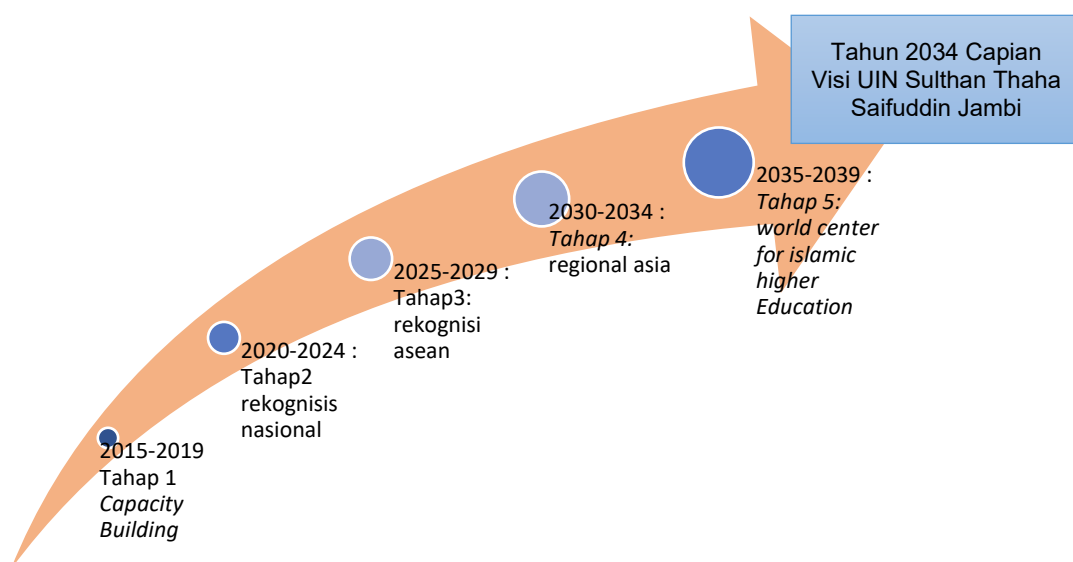 Tahun 2034 Capian
Visi UIN Sulthan Thaha
Saifuddin Jambi
2035-2039 :
Tahap 5:
world center
for islamic
higher
Education
2030-2034 :
Tahap 4:
regional asia
2025-2029 :
Tahap3:
rekognisi
asean
2020-2024 :
Tahap2
rekognisis
nasional
2015-2019
Tahap 1
Capacity
Building